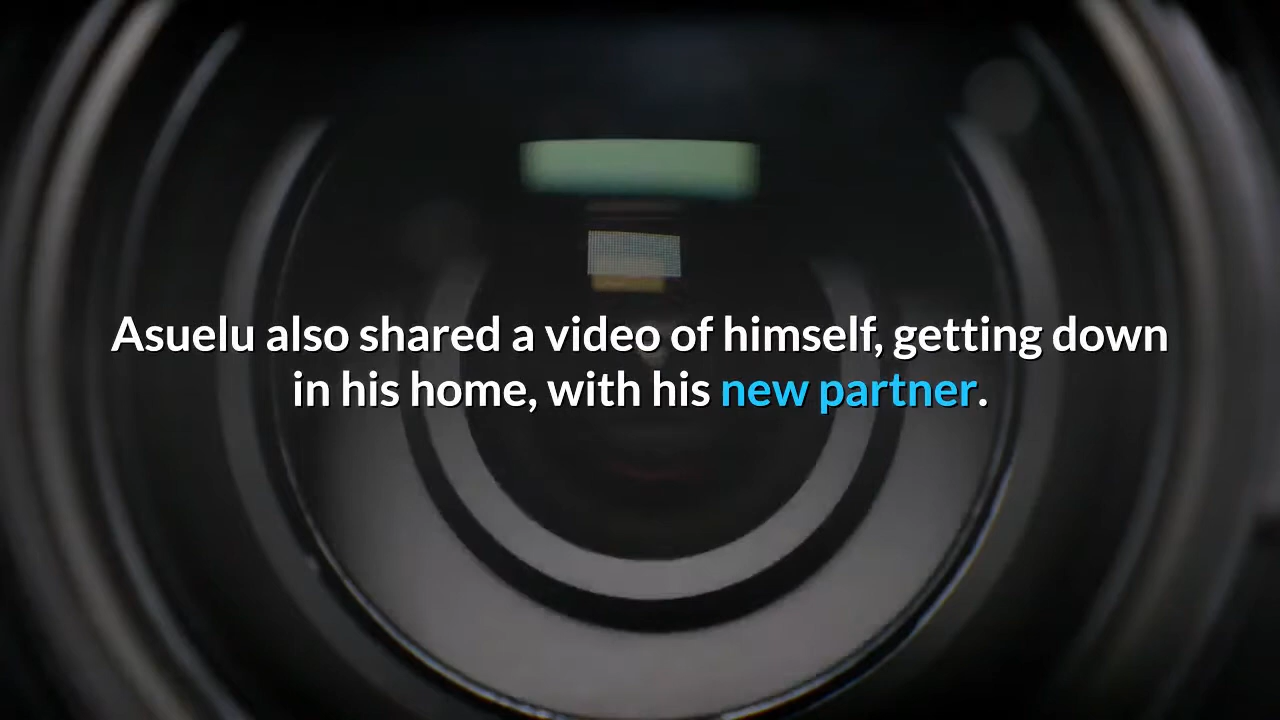 Asuelu also shared a video of himself, getting down
in his home, with his new partner.